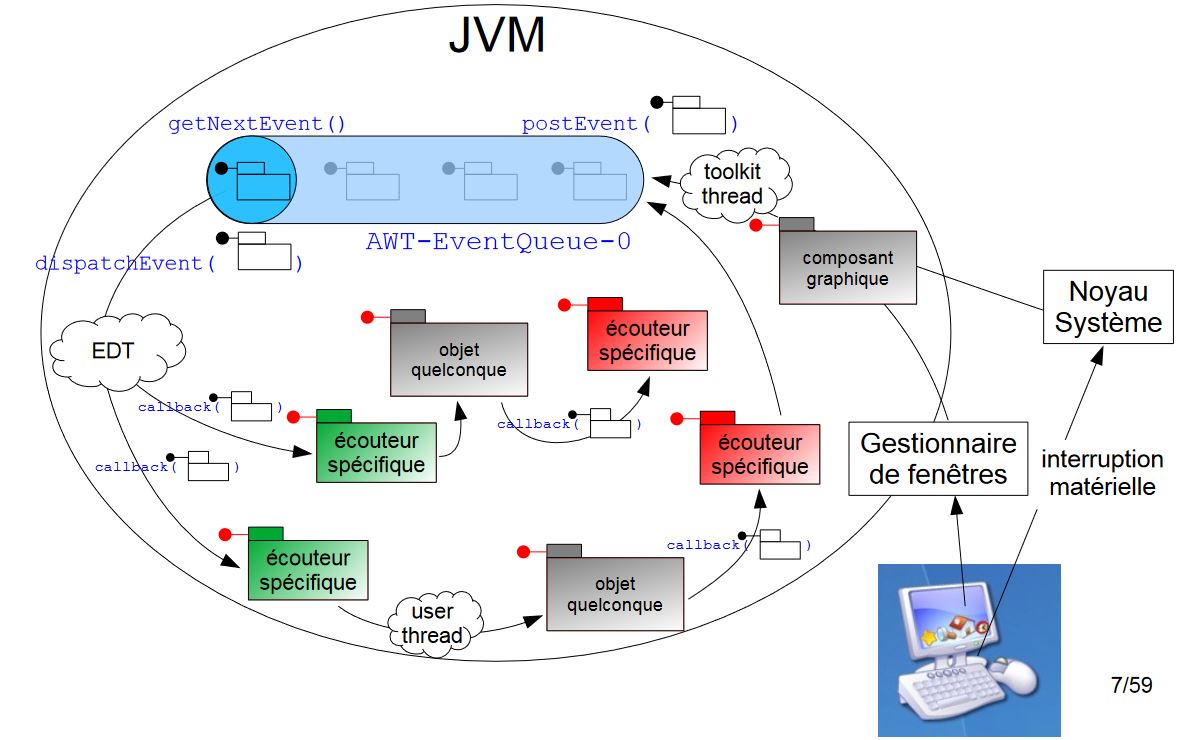 JVM
getNextEvent()
postEvent( )
toolkit
thread
AWT-EventQueue-0
dispatchEvent( )
composant
graphique
Noyau
Système
EDT
objet
quelconque
écouteur
spécifique
callback( )
callback( )
écouteur
spécifique
écouteur
spécifique
Gestionnaire
de fenêtres
interruption
matérielle
callback( )
callback( )
écouteur
spécifique
objet
quelconque
user
thread
7/59